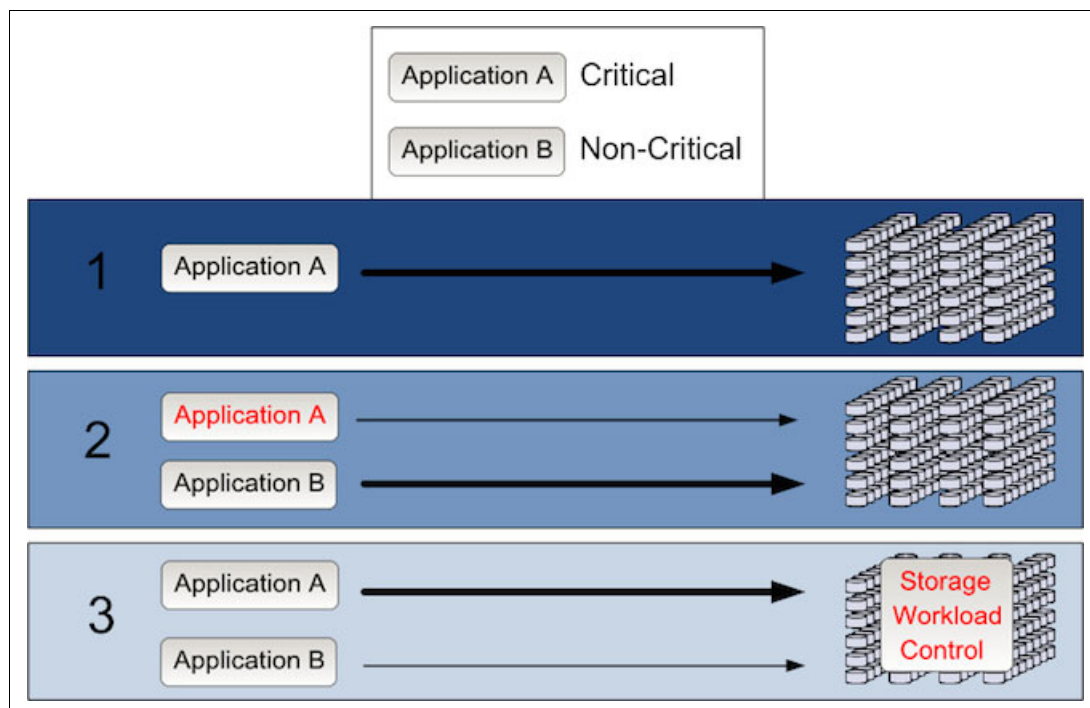 Application A Critical
Application B Non-Critical
1
Application A
2
Application A
Application B
3
Application A
Application B
Storage
Workload
Control